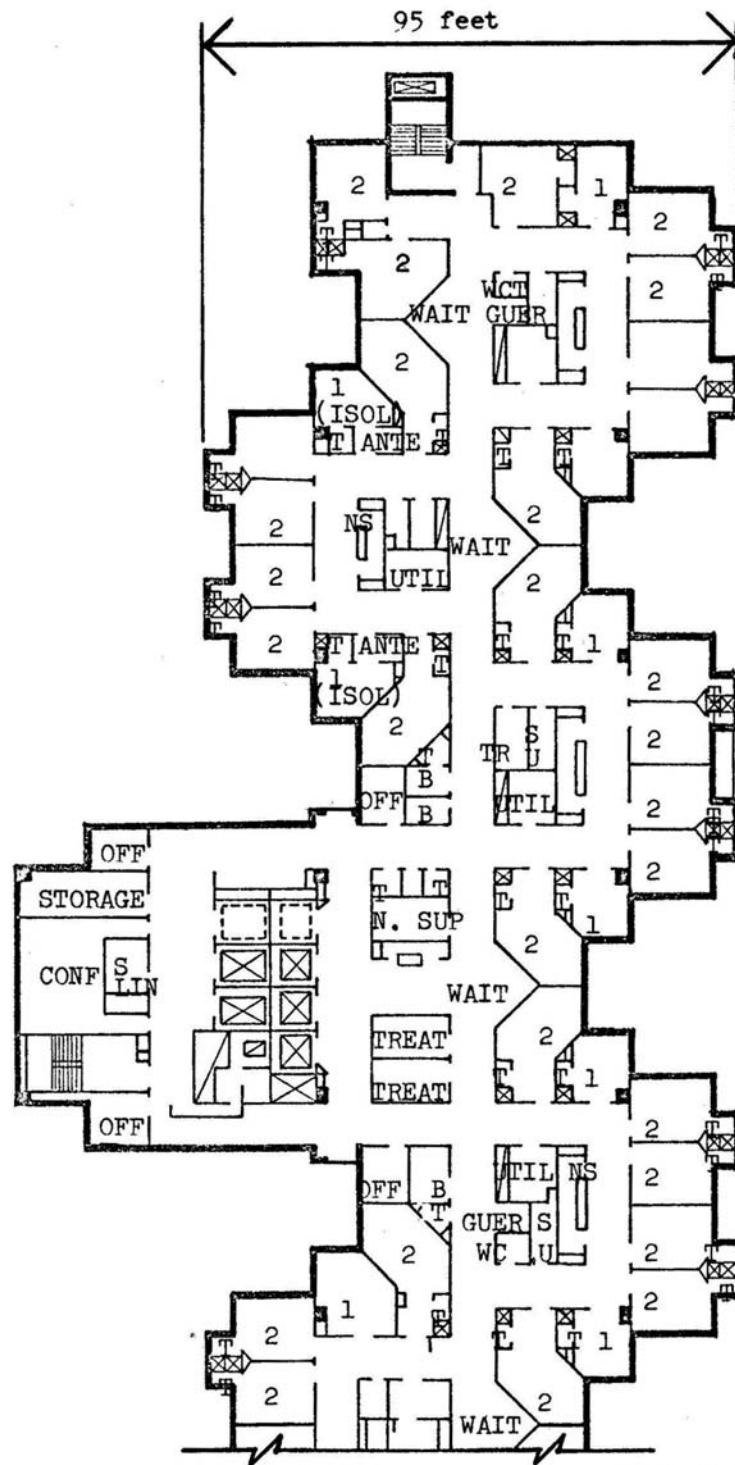 95 feet
2 2 1 2
2
WCT 2
WAIT GUER
2
1
(ISOL)
T ANTE T
T T T
2 NS 2
WAIT
2 UTIL 2
T
2 T ANTE T T T 1
1 2
(ISOL)
2 S 2
T TR U
OFF B UTIL 2
B
OFF 2
STORAGE T T T T
N. SUP 1
CONF S 2
LIN WAIT
TREAT 2
T T 1
TREAT
OFF 2
UTIL NS
OFF B 2
T GUER S
2 WC U 2
1 2
2 T T 1
T
2 2
WAIT